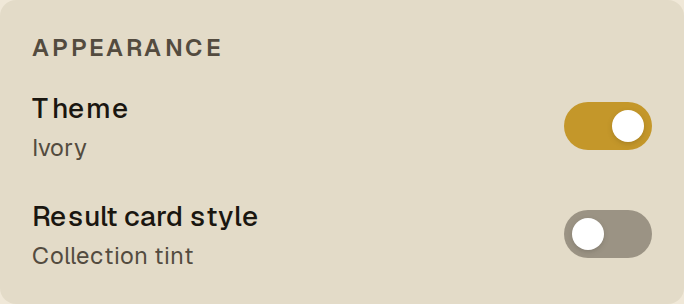 APPEARANCE
Theme
Ivory
Result card style
Collection tint